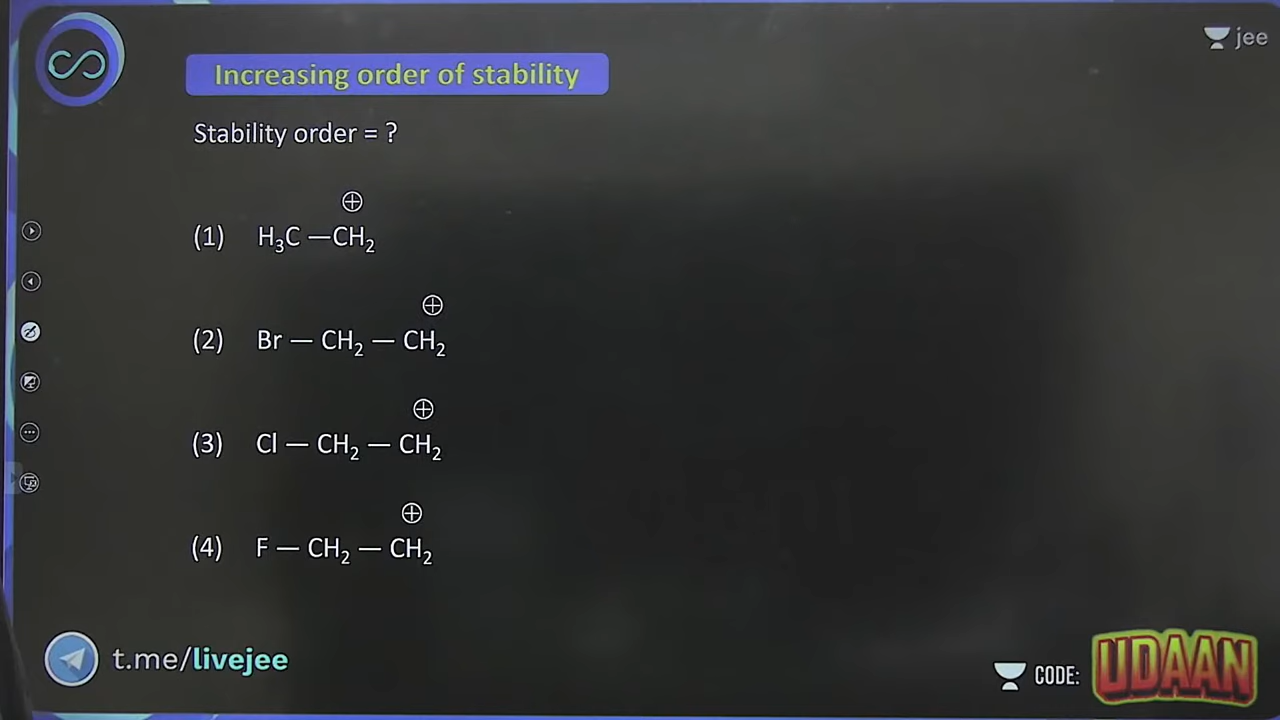 jee
Increasing order of stability
Stability order = ?
⊕
(1) H₃C —CH₂
⊕
(2) Br — CH₂ — CH₂
⊕
(3) Cl — CH₂ — CH₂
⊕
(4) F — CH₂ — CH₂
t.me/livejee
CODE: UDAAN